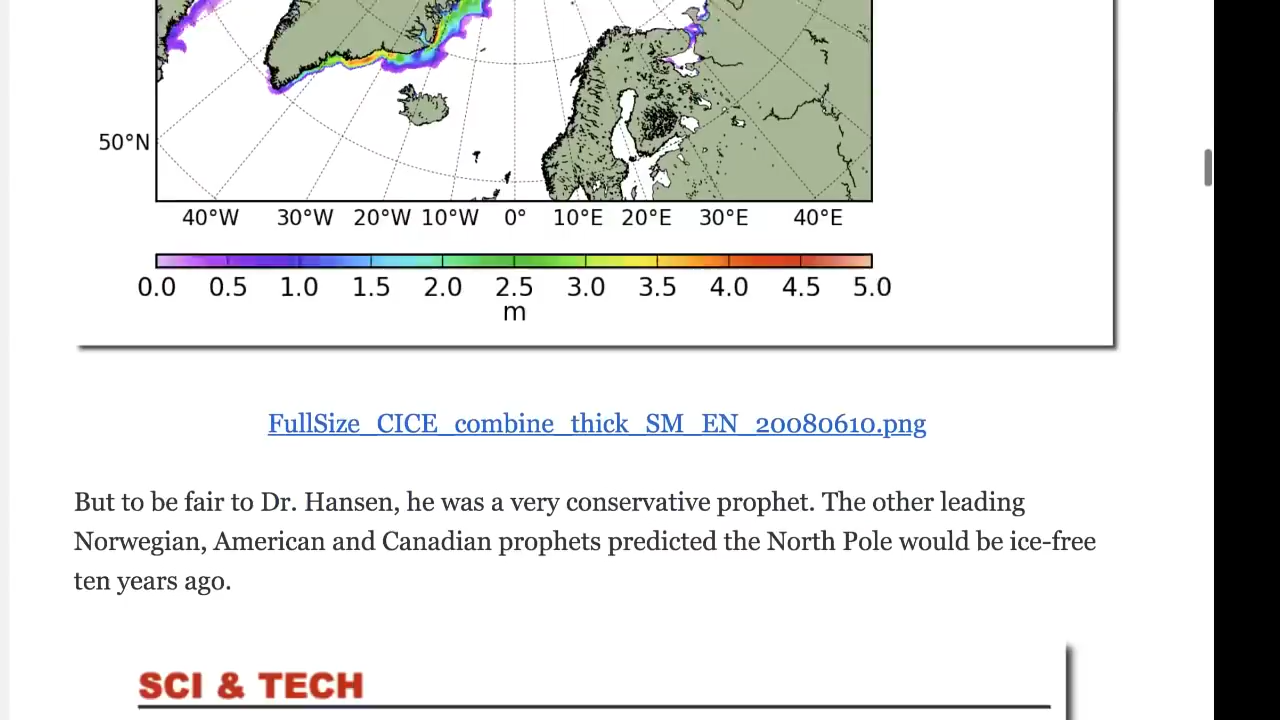 50°N
40°W 30°W 20°W 10°W 0° 10°E 20°E 30°E 40°E
0.0 0.5 1.0 1.5 2.0 2.5 3.0 3.5 4.0 4.5 5.0
m
FullSize_CICE_combine_thick_SM_EN_20080610.png
But to be fair to Dr. Hansen, he was a very conservative prophet. The other leading
Norwegian, American and Canadian prophets predicted the North Pole would be ice-free
ten years ago.
SCI & TECH